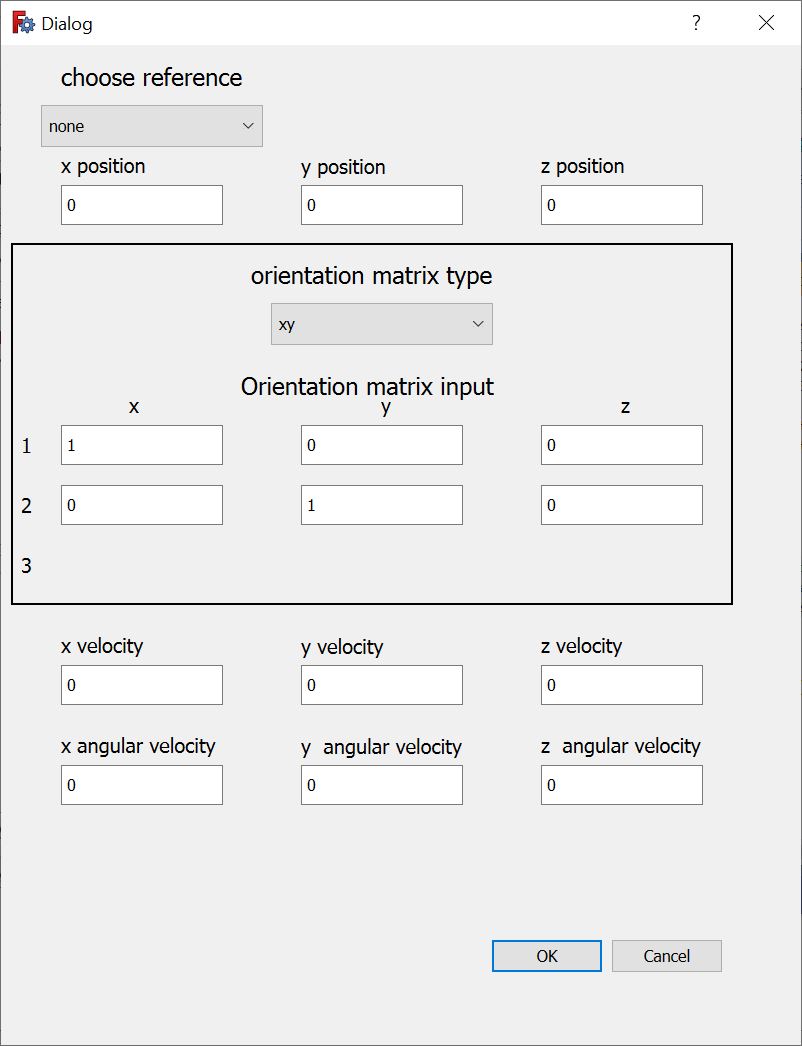 Dialog ?
choose reference
none
x position y position z position
0 0 0
orientation matrix type
xy
Orientation matrix input
x y z
1 1 0 0
2 0 1 0
3
x velocity y velocity z velocity
0 0 0
x angular velocity y  angular velocity z  angular velocity
0 0 0
OK Cancel